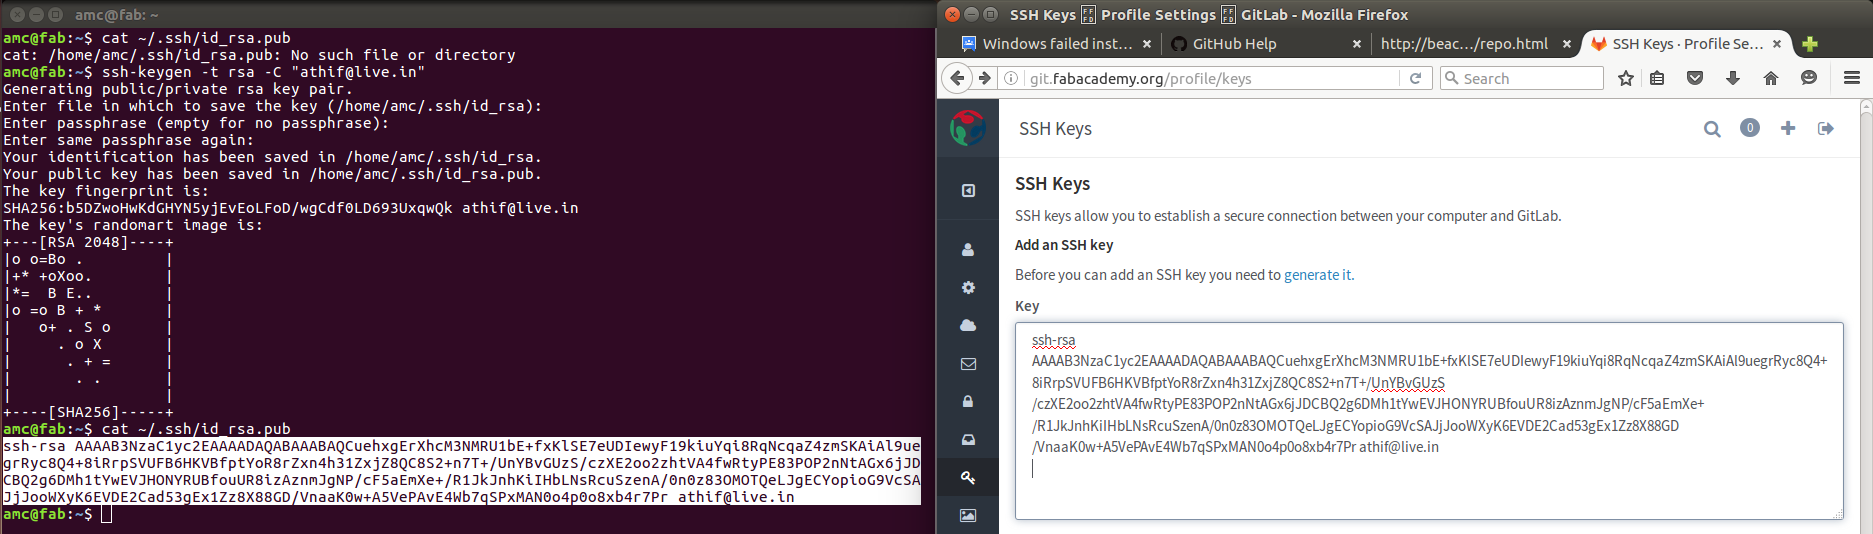 amc@fab: ~
amc@fab:~$ cat ~/.ssh/id_rsa.pub
cat: /home/amc/.ssh/id_rsa.pub: No such file or directory
amc@fab:~$ ssh-keygen -t rsa -C "athif@live.in"
Generating public/private rsa key pair.
Enter file in which to save the key (/home/amc/.ssh/id_rsa):
Enter passphrase (empty for no passphrase):
Enter same passphrase again:
Your identification has been saved in /home/amc/.ssh/id_rsa.
Your public key has been saved in /home/amc/.ssh/id_rsa.pub.
The key fingerprint is:
SHA256:b5DZwoHwKdGHYN5yjEvEoLFoD/wgCdf0LD693UxqwQk athif@live.in
The key's randomart image is:
+---[RSA 2048]----+
|o o=Bo .         |
|+* +oXoo.        |
|*=  B E..        |
|o =o B + *       |
|   o+ . S o      |
|     . o X       |
|      . + =      |
|       . .       |
|                 |
+----[SHA256]-----+
amc@fab:~$ cat ~/.ssh/id_rsa.pub
ssh-rsa AAAAB3NzaC1yc2EAAAADAQABAAABAQCuehxgErXhcM3NMRU1bE+fxKlSE7eUDIewyF19kiuYqi8RqNcqaZ4zmSKAiAl9ue
grRyc8Q4+8iRrpSVUFB6HKVBfptYoR8rZxn4h31ZxjZ8QC8S2+n7T+/UnYBvGUzS/czXE2oo2zhtVA4fwRtyPE83POP2nNtAGx6jJD
CBQ2g6DMh1tYwEVJHONYRUBfouUR8izAznmJgNP/cF5aEmXe+/R1JkJnhKiIHbLNsRcuSzenA/0n0z83OMOTQeLJgECYopioG9VcSA
JjJooWXyK6EVDE2Cad53gEx1Zz8X88GD/VnaaK0w+A5VePAvE4Wb7qSPxMAN0o4p0o8xb4r7Pr athif@live.in
amc@fab:~$
SSH Keys · Profile Settings · GitLab - Mozilla Firefox
Windows failed inst...
GitHub Help
http://beac.../repo.html
SSH Keys · Profile Se...
git.fabacademy.org/profile/keys
Search
SSH Keys
0
SSH Keys
SSH keys allow you to establish a secure connection between your computer and GitLab.
Add an SSH key
Before you can add an SSH key you need to generate it.
Key
ssh-rsa
AAAAB3NzaC1yc2EAAAADAQABAAABAQCuehxgErXhcM3NMRU1bE+fxKlSE7eUDIewyF19kiuYqi8RqNcqaZ4zmSKAiAl9uegrRyc8Q4+
8iRrpSVUFB6HKVBfptYoR8rZxn4h31ZxjZ8QC8S2+n7T+/UnYBvGUzS
/czXE2oo2zhtVA4fwRtyPE83POP2nNtAGx6jJDCBQ2g6DMh1tYwEVJHONYRUBfouUR8izAznmJgNP/cF5aEmXe+
/R1JkJnhKiIHbLNsRcuSzenA/0n0z83OMOTQeLJgECYopioG9VcSAJjJooWXyK6EVDE2Cad53gEx1Zz8X88GD
/VnaaK0w+A5VePAvE4Wb7qSPxMAN0o4p0o8xb4r7Pr athif@live.in